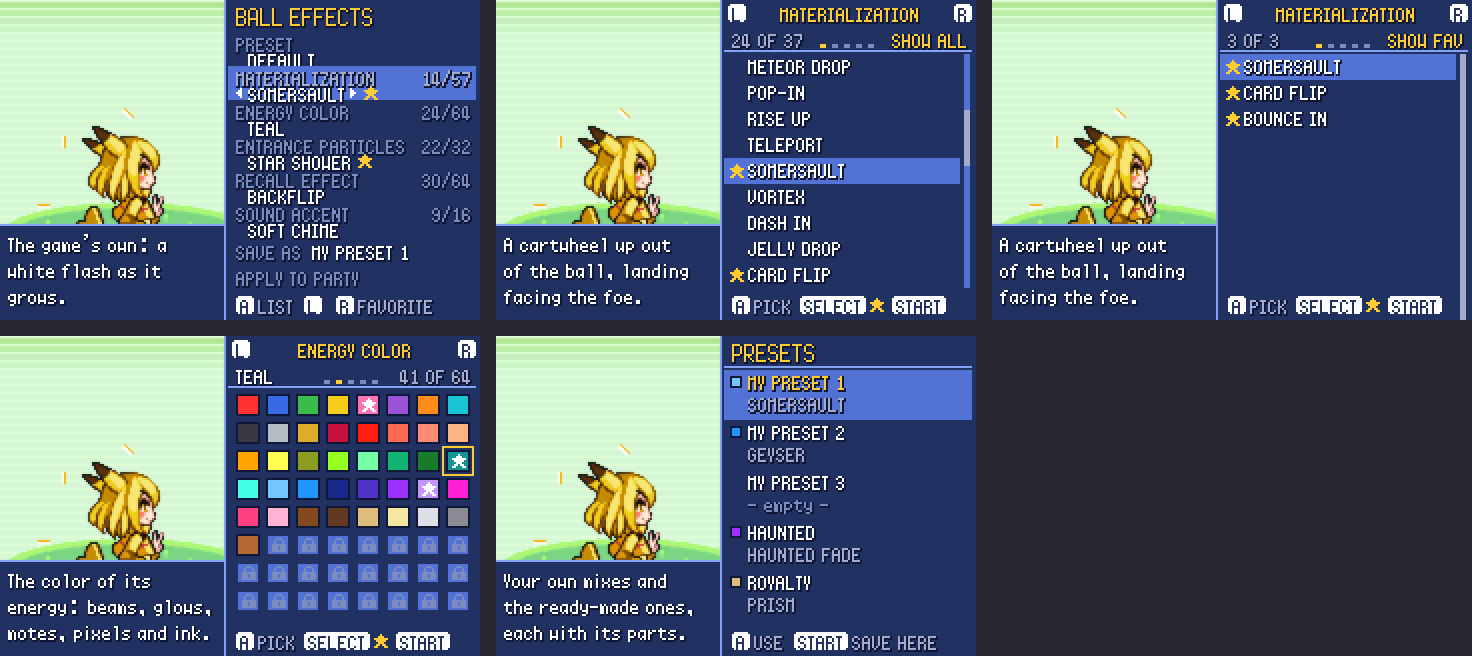 BALL EFFECTS
PRESET
DEFAULT
MATERIALIZATION 14/57
SOMERSAULT
ENERGY COLOR 24/64
TEAL
ENTRANCE PARTICLES 22/32
STAR SHOWER
RECALL EFFECT 30/64
BACKFLIP
SOUND ACCENT 9/16
SOFT CHIME
SAVE AS MY PRESET 1
APPLY TO PARTY
A LIST L R FAVORITE
The game's own: a
white flash as it
grows.
L MATERIALIZATION R
24 OF 37 SHOW ALL
METEOR DROP
POP-IN
RISE UP
TELEPORT
SOMERSAULT
VORTEX
DASH IN
JELLY DROP
CARD FLIP
A PICK SELECT START
A cartwheel up out
of the ball, landing
facing the foe.
L MATERIALIZATION R
3 OF 3 SHOW FAV
SOMERSAULT
CARD FLIP
BOUNCE IN
A PICK SELECT START
A cartwheel up out
of the ball, landing
facing the foe.
L ENERGY COLOR R
TEAL 41 OF 64
A PICK SELECT START
The color of its
energy: beams, glows,
motes, pixels and ink.
PRESETS
MY PRESET 1
SOMERSAULT
MY PRESET 2
GEYSER
MY PRESET 3
- empty -
HAUNTED
HAUNTED FADE
ROYALTY
PRISM
A USE START SAVE HERE
Your own mixes and
the ready-made ones,
each with its parts.